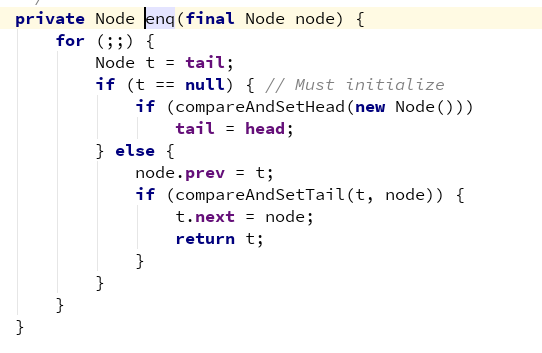 private Node enq(final Node node) {
    for (;;) {
        Node t = tail;
        if (t == null) { // Must initialize
            if (compareAndSetHead(new Node()))
                tail = head;
        } else {
            node.prev = t;
            if (compareAndSetTail(t, node)) {
                t.next = node;
                return t;
            }
        }
    }
}